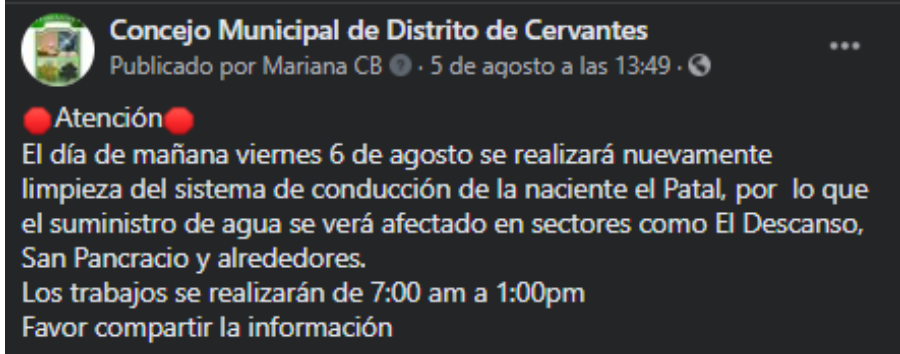 Concejo Municipal de Distrito de Cervantes
Publicado por Mariana CB · 5 de agosto a las 13:49 ·
🛑Atención🛑
El día de mañana viernes 6 de agosto se realizará nuevamente
limpieza del sistema de conducción de la naciente el Patal, por  lo que
el suministro de agua se verá afectado en sectores como El Descanso,
San Pancracio y alrededores.
Los trabajos se realizarán de 7:00 am a 1:00pm
Favor compartir la información